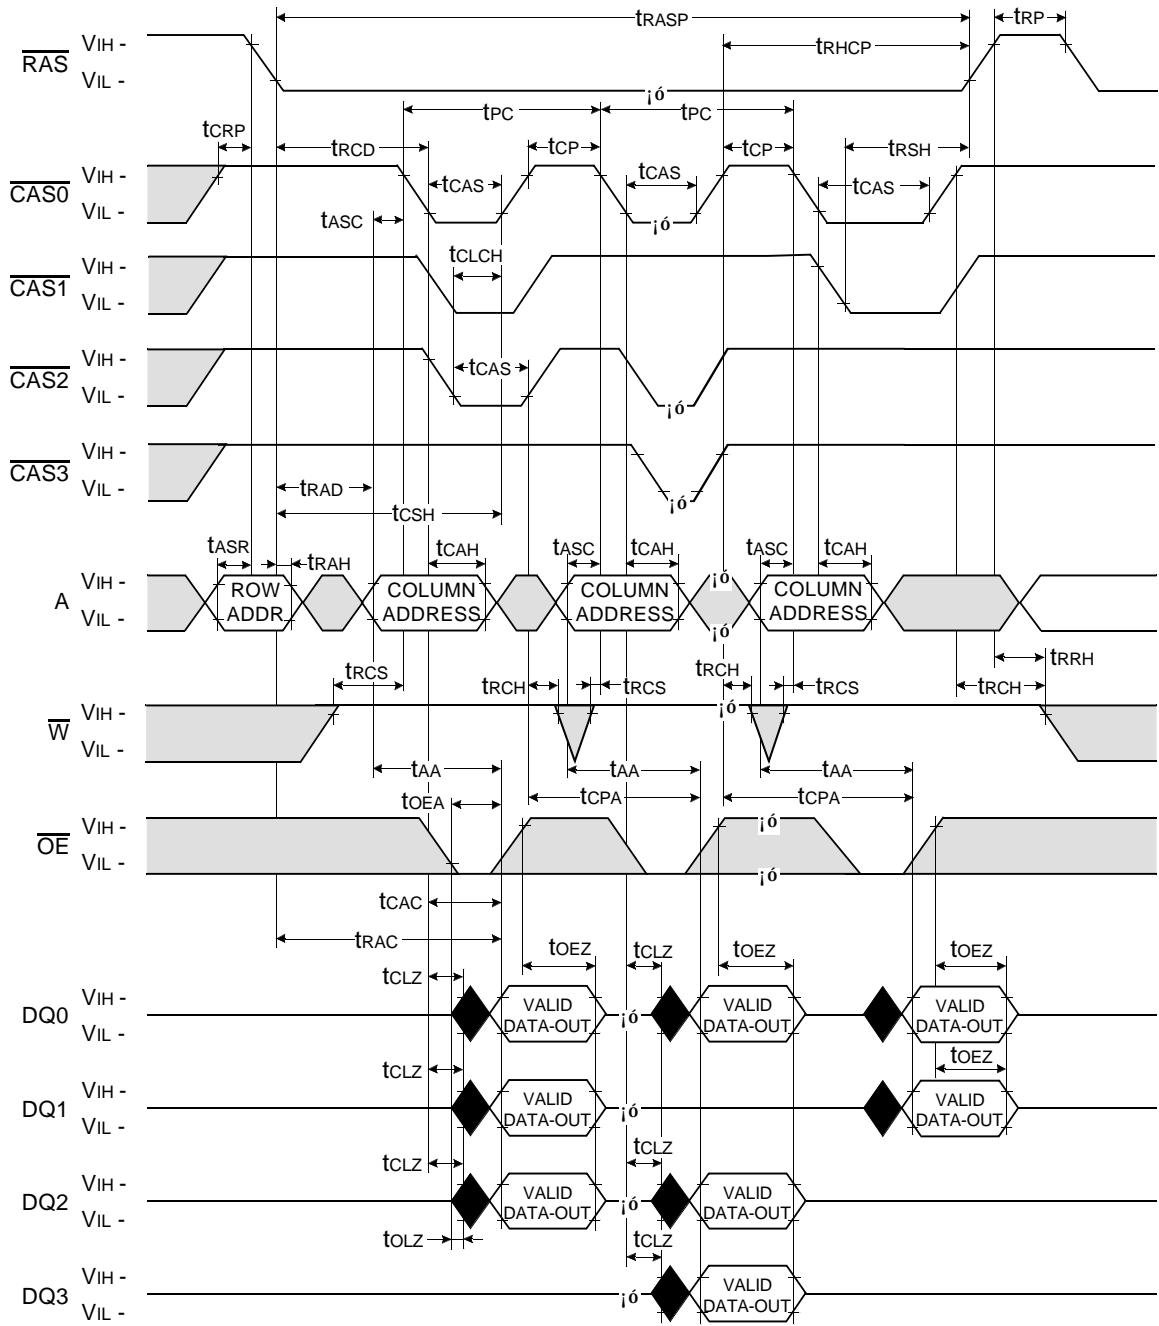 tRASP tRP
RAS VIH - tRHCP
VIL -
¡ó
tPC tPC
tCRP tRCD tCP tCP tRSH
CAS0 VIH - tCAS tCAS tCAS
VIL -
tASC ¡ó
tCLCH
CAS1 VIH -
VIL -
CAS2 VIH - tCAS
VIL -
¡ó
CAS3 VIH -
VIL -
tRAD ¡ó
tCSH
tASR tRAH tCAH tASC tCAH tASC tCAH
A VIH - ROW ADDR COLUMN ADDRESS COLUMN ADDRESS ¡ó COLUMN ADDRESS
VIL - ¡ó
tRRH
tRCS tRCH tRCS tRCH tRCS tRCH
W VIH - ¡ó
VIL -
tAA tAA tAA
tOEA tCPA tCPA
OE VIH - ¡ó
VIL - ¡ó
tCAC
tRAC
tCLZ tOEZ tCLZ tOEZ tOEZ
DQ0 VIH - VALID DATA-OUT ¡ó VALID DATA-OUT VALID DATA-OUT
VIL -
tCLZ tOEZ
DQ1 VIH - VALID DATA-OUT ¡ó VALID DATA-OUT
VIL -
tCLZ tCLZ
DQ2 VIH - VALID DATA-OUT ¡ó VALID DATA-OUT
VIL -
tOLZ tCLZ
DQ3 VIH - ¡ó VALID DATA-OUT
VIL -